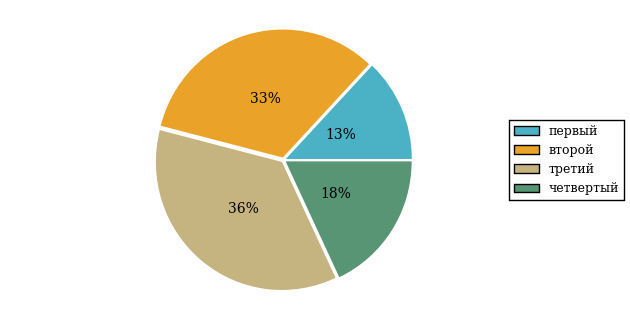 33%
13%
18%
36%
первый
второй
третий
четвертый